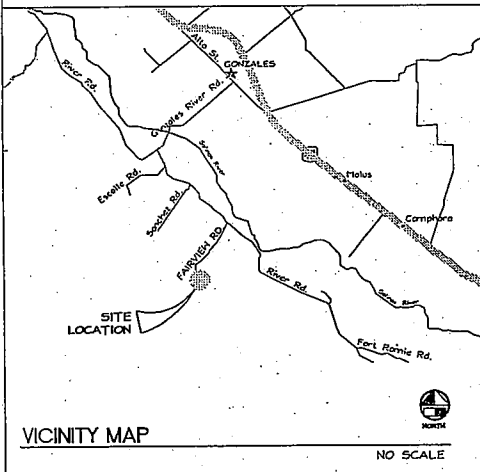 Alta St.
GONZALES
River Rd.
Gonzales River Rd.
Salinas River
Escolle Rd.
Molus
Sanchet Rd.
Camphora
FAIRVIEW RD
River Rd.
Salinas River
SITE
LOCATION
Fort Romie Rd.
NORTH
VICINITY MAP
NO SCALE